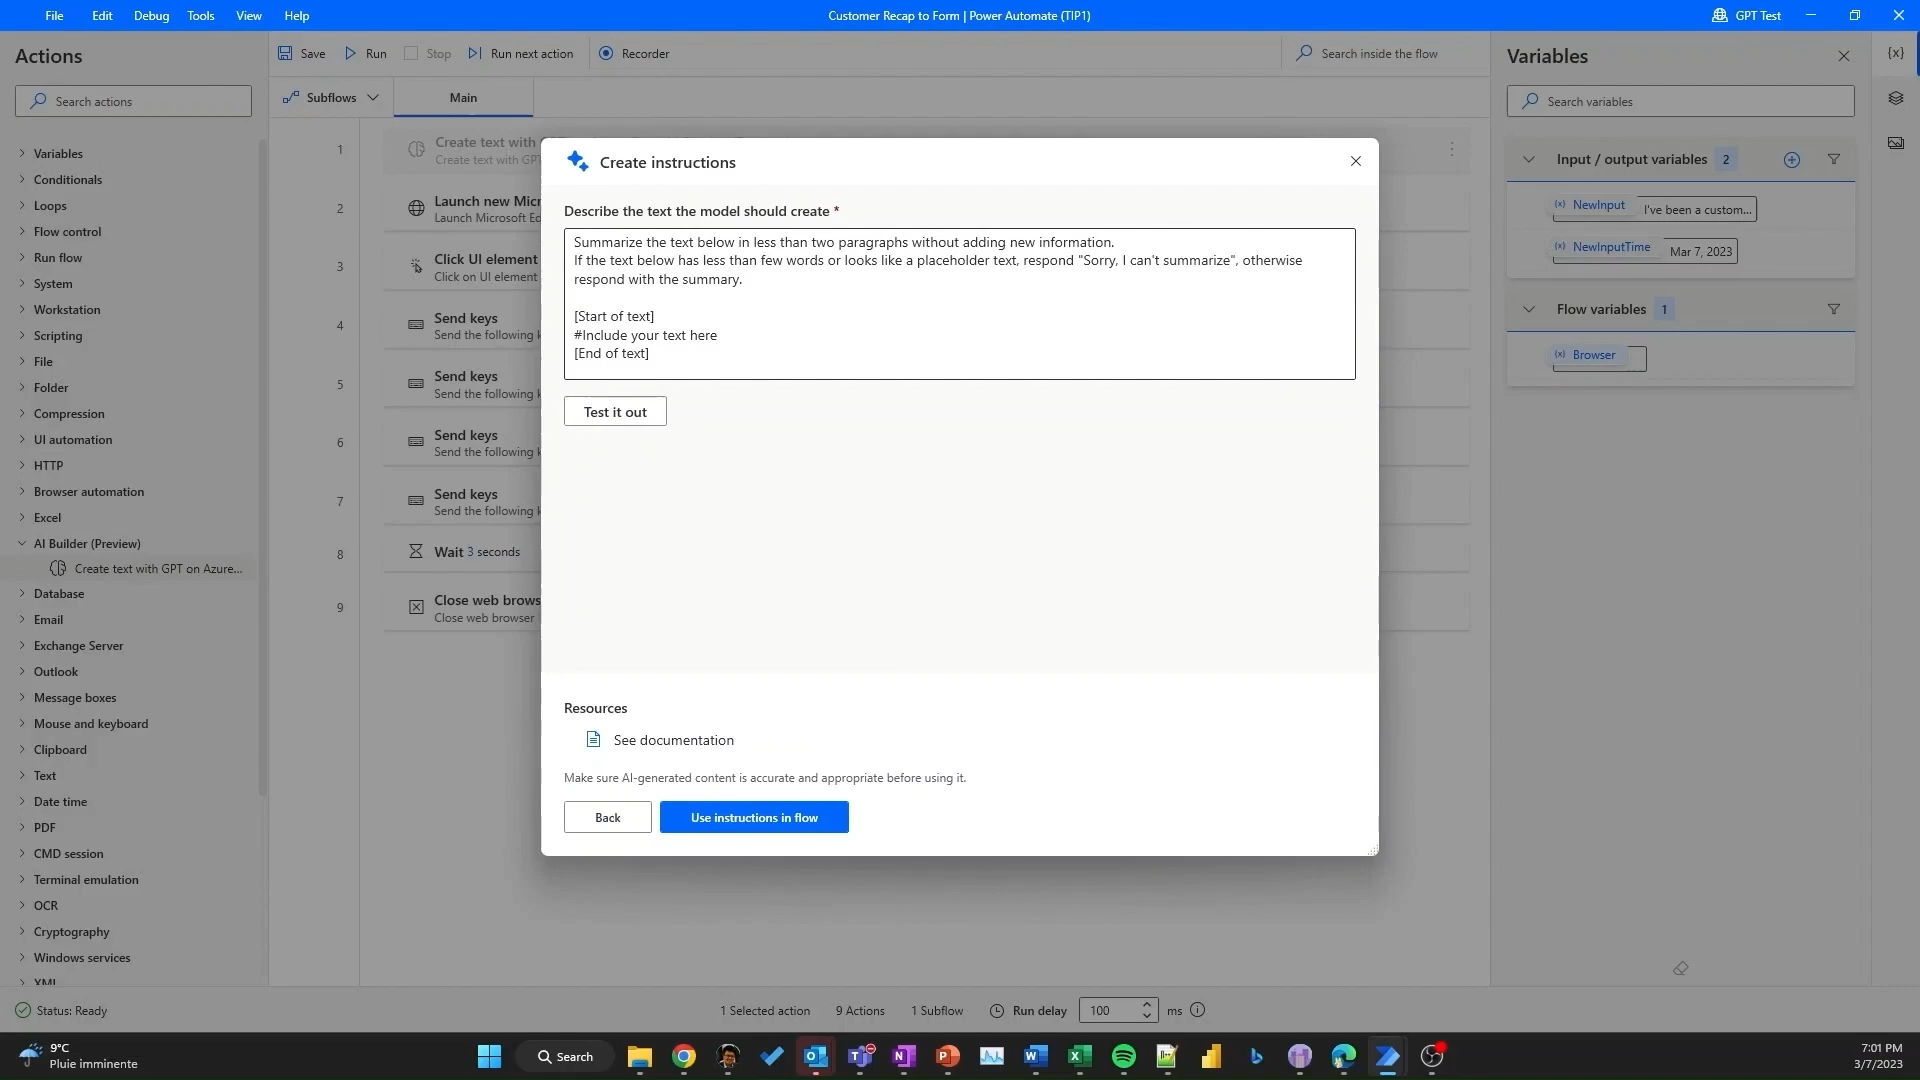 File Edit Debug Tools View Help
Customer Recap to Form | Power Automate (TIP1)
GPT Test
Actions
Search actions
Variables
Conditionals
Loops
Flow control
Run flow
System
Workstation
Scripting
File
Folder
Compression
UI automation
HTTP
Browser automation
Excel
AI Builder (Preview)
Create text with GPT on Azure...
Database
Email
Exchange Server
Outlook
Message boxes
Mouse and keyboard
Clipboard
Text
Date time
PDF
CMD session
Terminal emulation
OCR
Cryptography
Windows services
XML
Save Run Stop Run next action Recorder
Search inside the flow
Subflows Main
1 Create text with
Create text with GPT
2 Launch new Micr
Launch Microsoft Ed
3 Click UI element
Click on UI element
4 Send keys
Send the following k
5 Send keys
Send the following k
6 Send keys
Send the following k
7 Send keys
Send the following k
8 Wait 3 seconds
9 Close web brows
Close web browser
Create instructions
Describe the text the model should create *
Summarize the text below in less than two paragraphs without adding new information.
If the text below has less than few words or looks like a placeholder text, respond "Sorry, I can't summarize", otherwise
respond with the summary.
[Start of text]
#Include your text here
[End of text]
Test it out
Resources
See documentation
Make sure AI-generated content is accurate and appropriate before using it.
Back Use instructions in flow
Variables
{x}
Search variables
Input / output variables 2
(x) NewInput I've been a custom...
(x) NewInputTime Mar 7, 2023
Flow variables 1
(x) Browser
Status: Ready
1 Selected action 9 Actions 1 Subflow Run delay 100 ms
9°C
Pluie imminente
Search
7:01 PM
3/7/2023